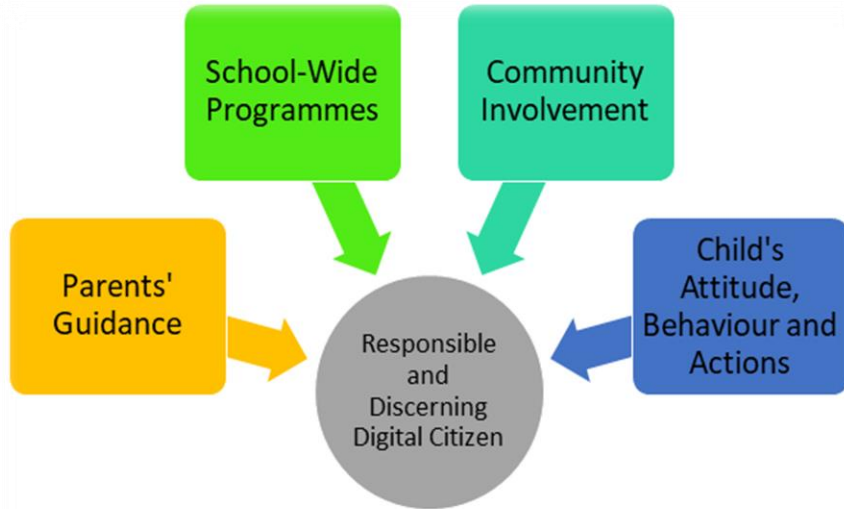 School-Wide
Programmes
Community
Involvement
Parents'
Guidance
Child's
Attitude,
Behaviour and
Actions
Responsible
and
Discerning
Digital Citizen